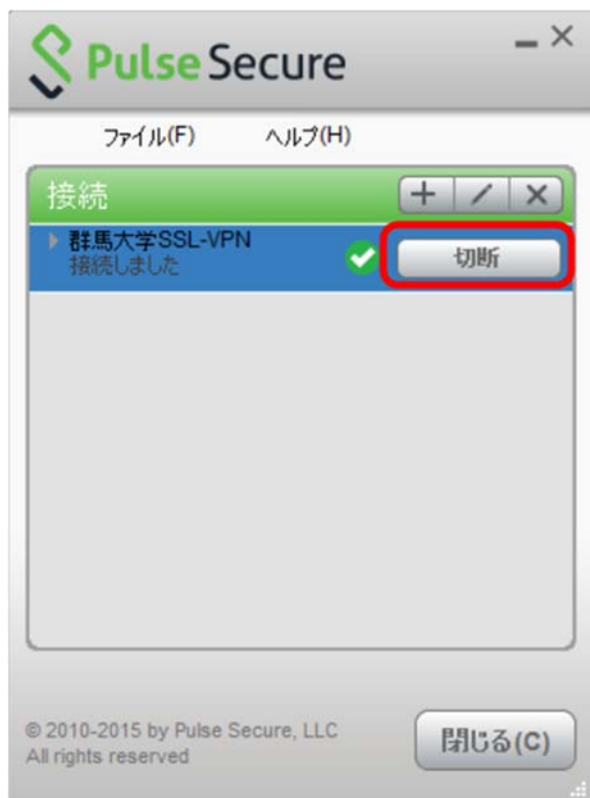 Pulse Secure
ファイル(F) ヘルプ(H)
接続
群馬大学SSL-VPN
接続しました
切断
© 2010-2015 by Pulse Secure, LLC
All rights reserved
閉じる(C)